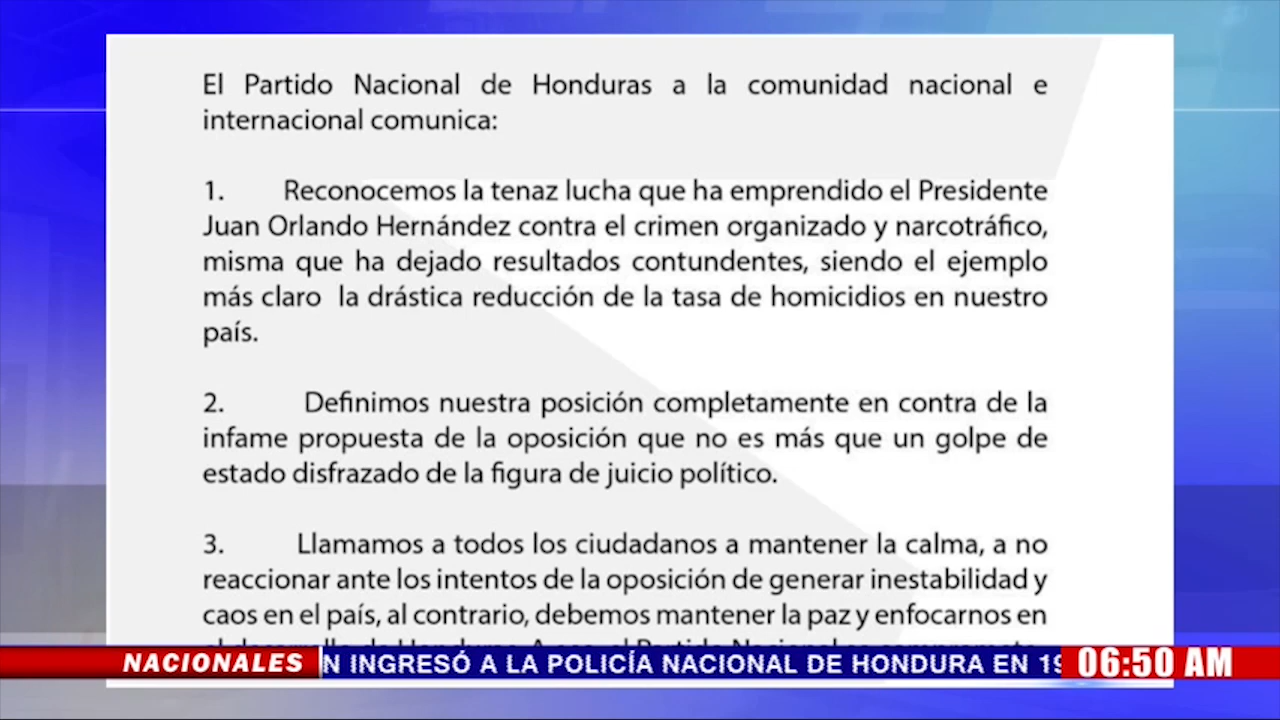 El Partido Nacional de Honduras a la comunidad nacional e
internacional comunica:
1. Reconocemos la tenaz lucha que ha emprendido el Presidente
Juan Orlando Hernández contra el crimen organizado y narcotráfico,
misma que ha dejado resultados contundentes, siendo el ejemplo
más claro la drástica reducción de la tasa de homicidios en nuestro
país.
2. Definimos nuestra posición completamente en contra de la
infame propuesta de la oposición que no es más que un golpe de
estado disfrazado de la figura de juicio político.
3. Llamamos a todos los ciudadanos a mantener la calma, a no
reaccionar ante los intentos de la oposición de generar inestabilidad y
caos en el país, al contrario, debemos mantener la paz y enfocarnos en
NACIONALES
N INGRESÓ A LA POLICÍA NACIONAL DE HONDURA EN 19
06:50 AM